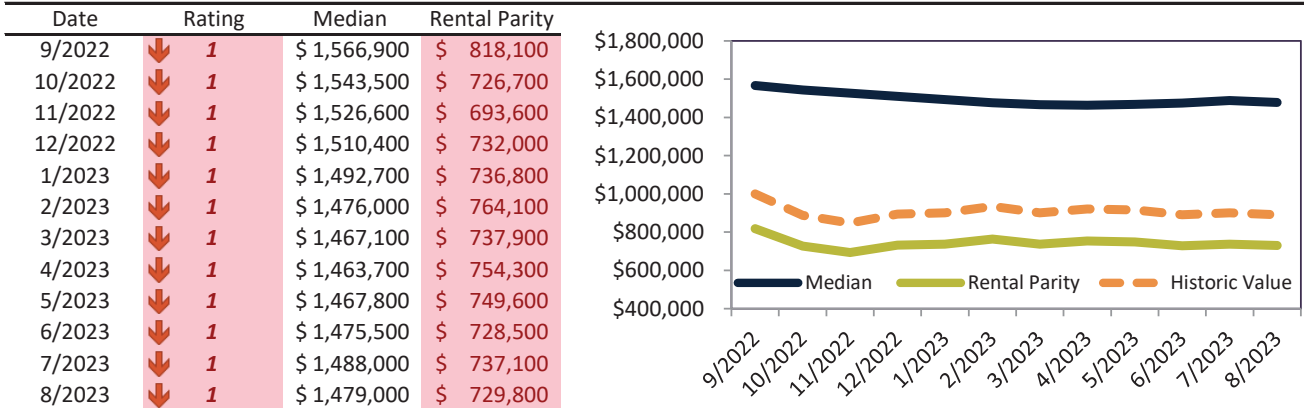 Date Rating Median Rental Parity
9/2022 1 $ 1,566,900 $ 818,100
10/2022 1 $ 1,543,500 $ 726,700
11/2022 1 $ 1,526,600 $ 693,600
12/2022 1 $ 1,510,400 $ 732,000
1/2023 1 $ 1,492,700 $ 736,800
2/2023 1 $ 1,476,000 $ 764,100
3/2023 1 $ 1,467,100 $ 737,900
4/2023 1 $ 1,463,700 $ 754,300
5/2023 1 $ 1,467,800 $ 749,600
6/2023 1 $ 1,475,500 $ 728,500
7/2023 1 $ 1,488,000 $ 737,100
8/2023 1 $ 1,479,000 $ 729,800
$1,800,000
$1,600,000
$1,400,000
$1,200,000
$1,000,000
$800,000
$600,000
$400,000
Median Rental Parity Historic Value
9/2022 10/2022 11/2022 12/2022 1/2023 2/2023 3/2023 4/2023 5/2023 6/2023 7/2023 8/2023